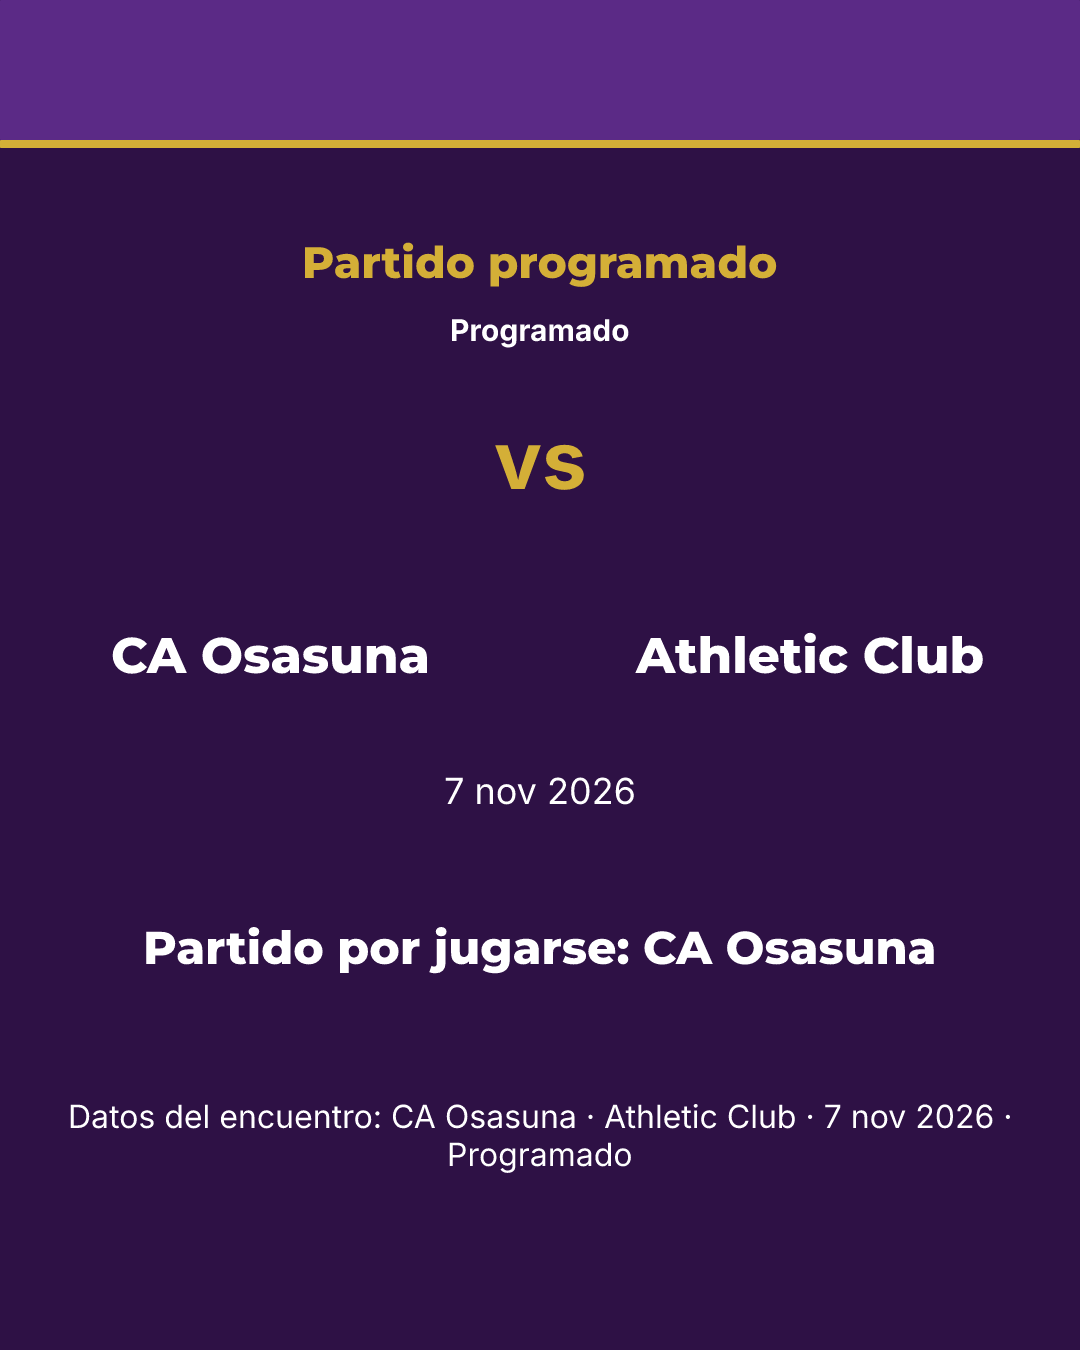 Partido programado
Programado
VS
CA Osasuna
Athletic Club
7 nov 2026
Partido por jugarse: CA Osasuna
Datos del encuentro: CA Osasuna · Athletic Club · 7 nov 2026 ·
Programado